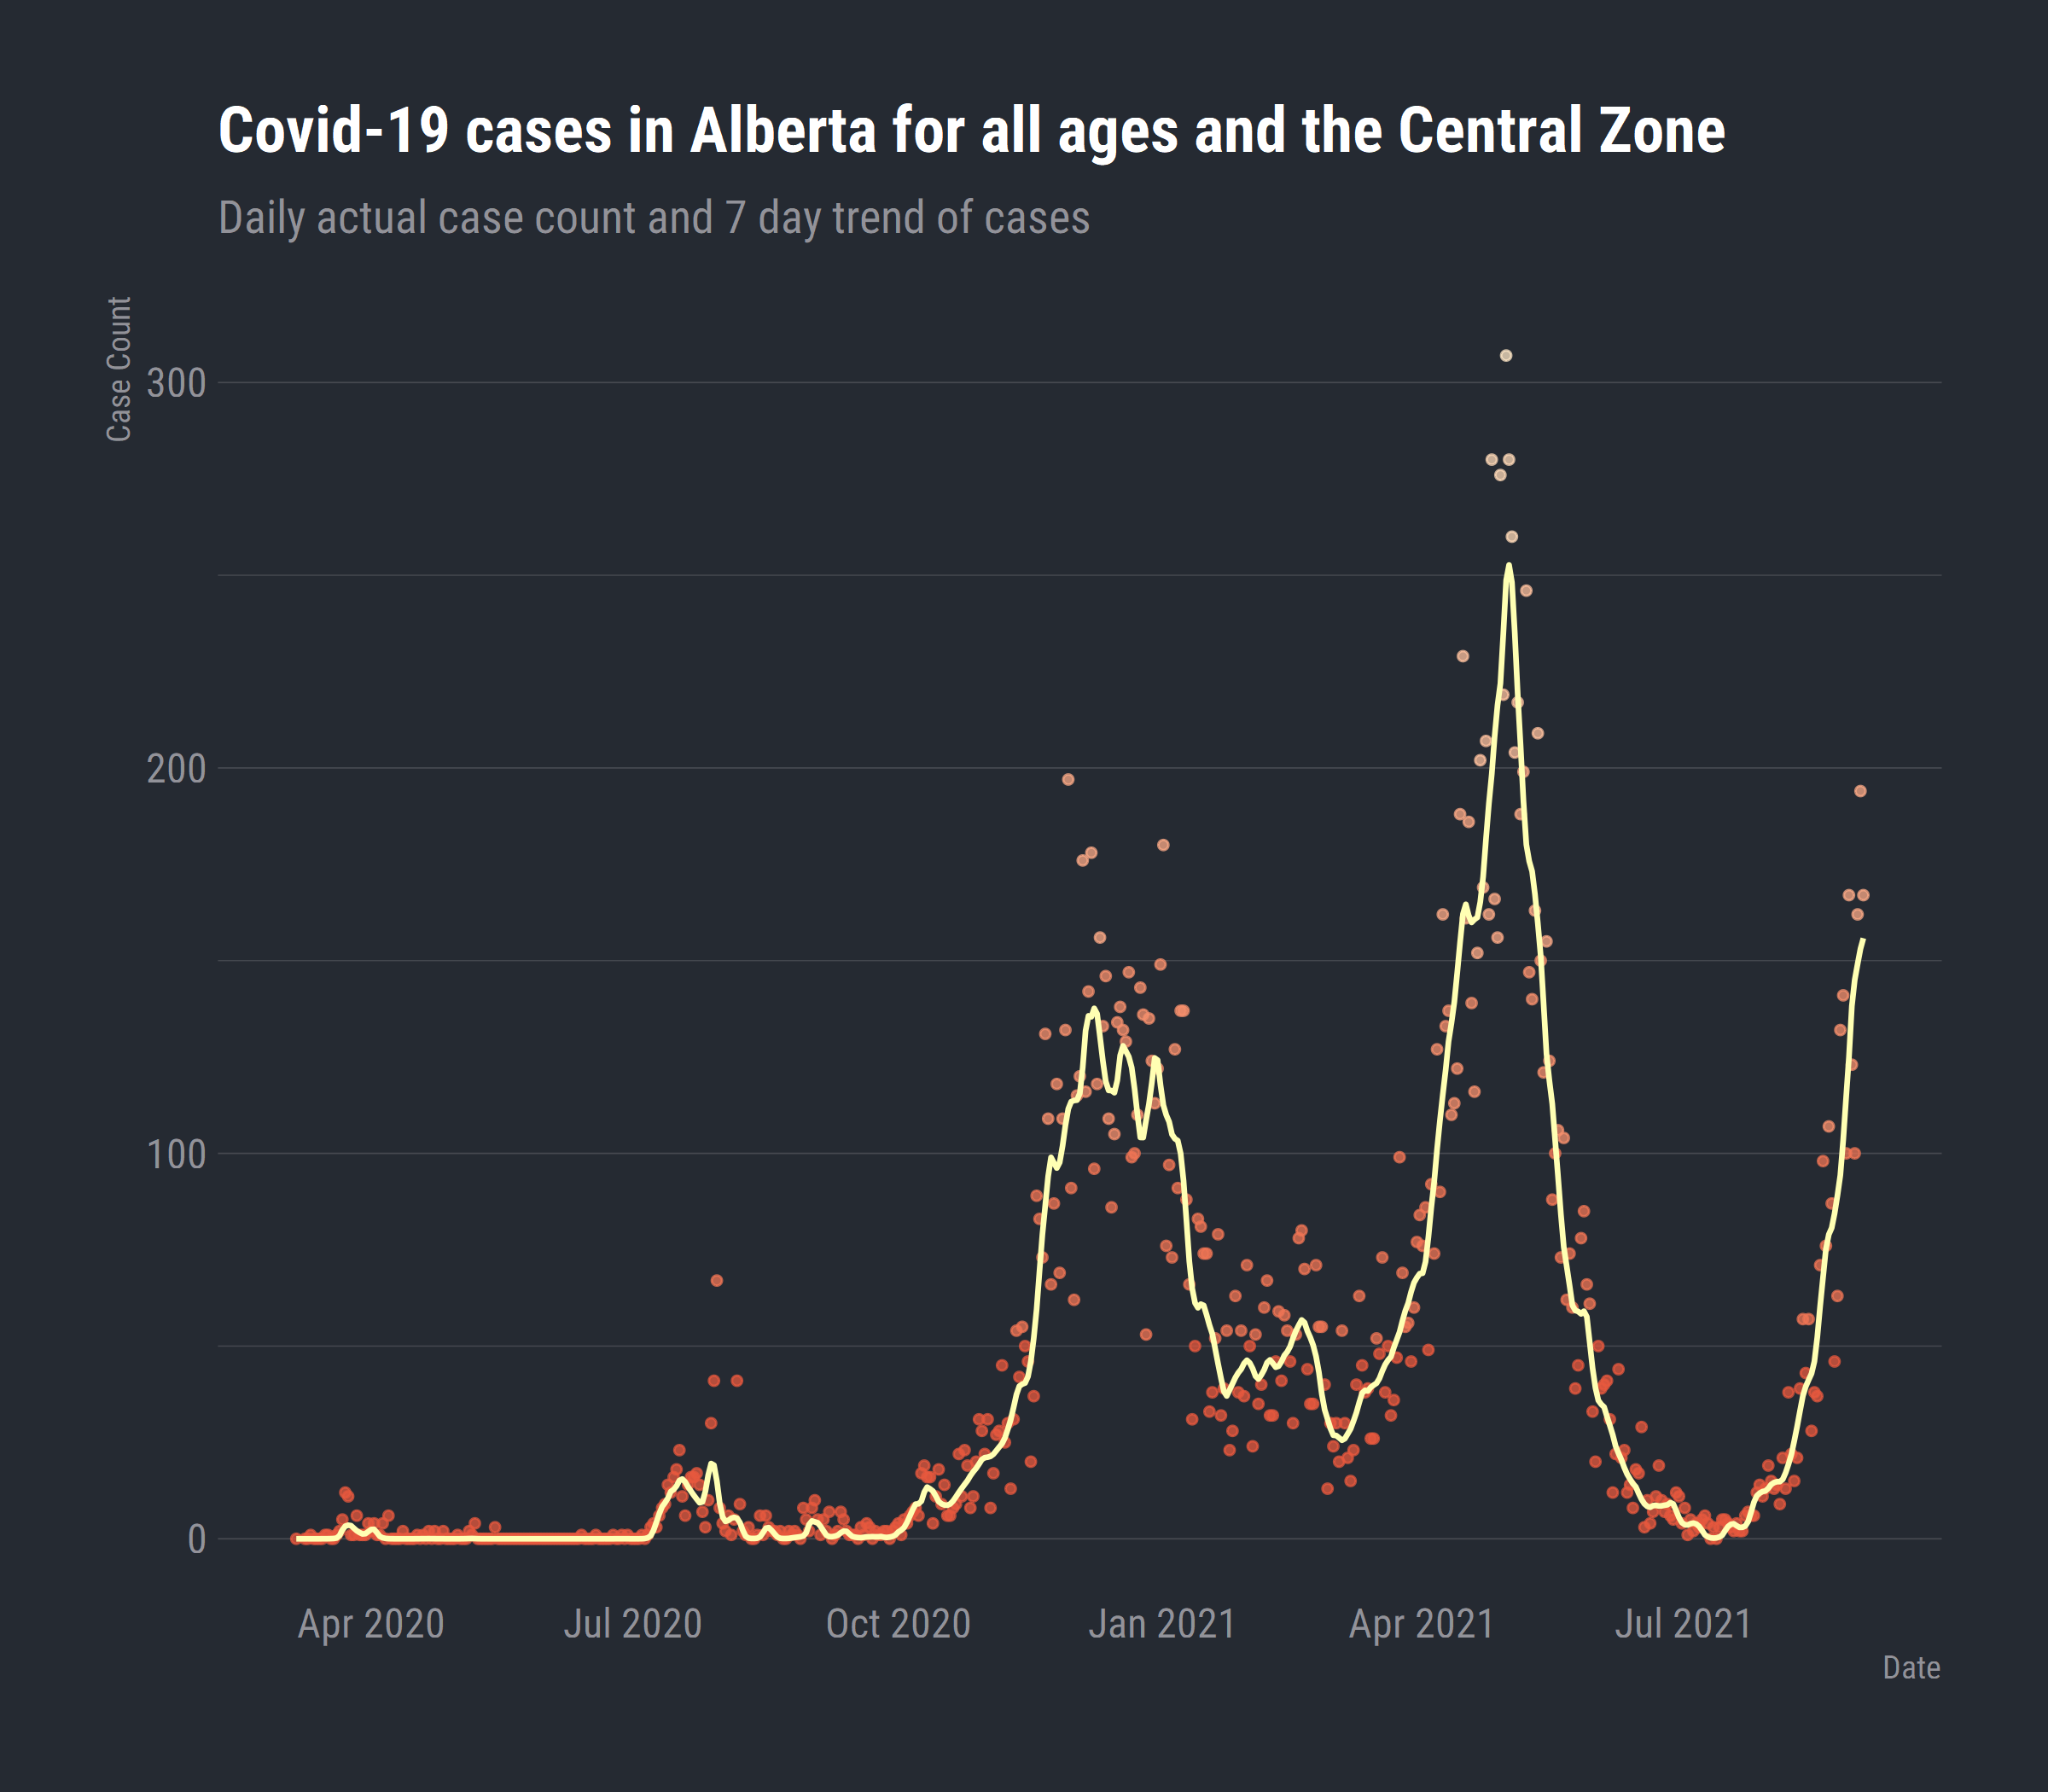 Covid-19 cases in Alberta for all ages and the Central Zone
Daily actual case count and 7 day trend of cases
Case Count
300
200
100
0
Apr 2020
Jul 2020
Oct 2020
Jan 2021
Apr 2021
Jul 2021
Date